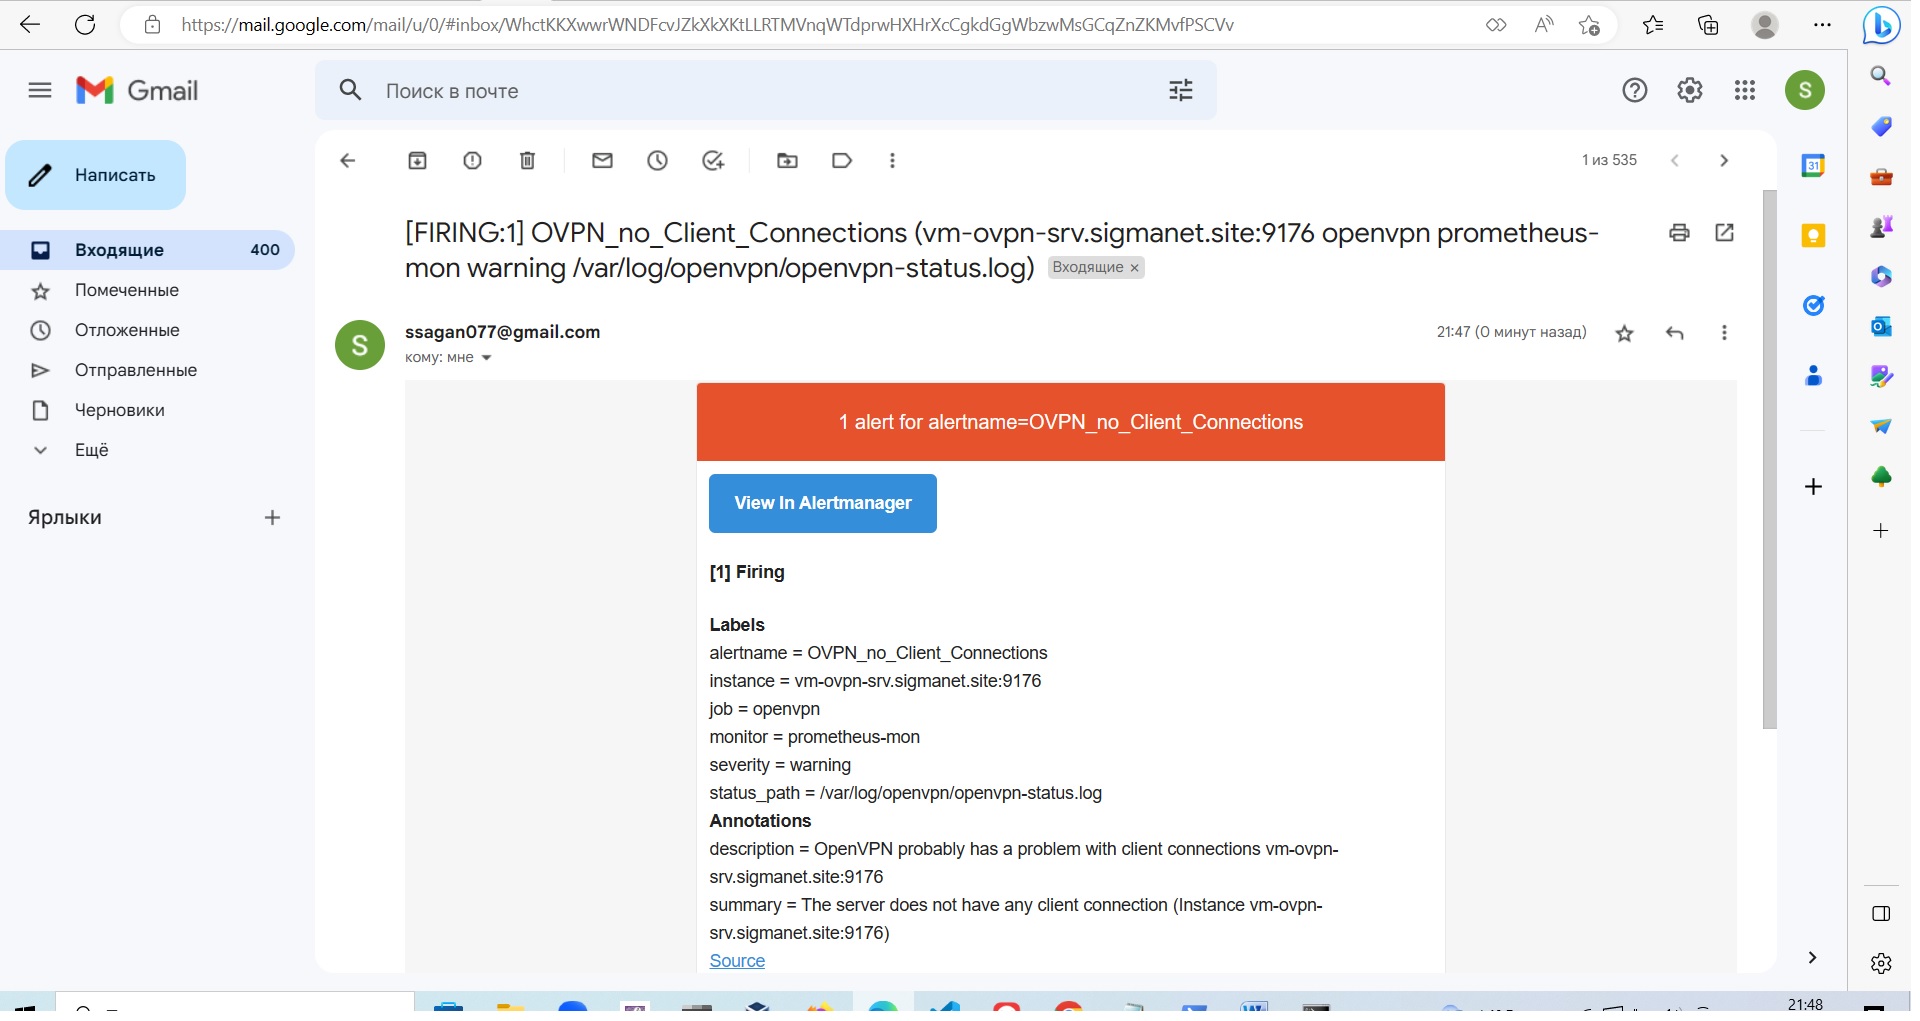 https://mail.google.com/mail/u/0/#inbox/WhctKKXwwrWNDFcvJZkXkXKtLLRTMVnqWTdprwHXHrXcCgkdGgWbzwMsGCqZnZKMvfPSCVv
Gmail
Поиск в почте
S
Написать
1 из 535
31
Входящие 400
Помеченные
Отложенные
Отправленные
Черновики
Ещё
Ярлыки
[FIRING:1] OVPN_no_Client_Connections (vm-ovpn-srv.sigmanet.site:9176 openvpn prometheus-
mon warning /var/log/openvpn/openvpn-status.log) Входящие ×
S
ssagan077@gmail.com 21:47 (0 минут назад)
кому: мне
1 alert for alertname=OVPN_no_Client_Connections
View In Alertmanager
[1] Firing
Labels
alertname = OVPN_no_Client_Connections
instance = vm-ovpn-srv.sigmanet.site:9176
job = openvpn
monitor = prometheus-mon
severity = warning
status_path = /var/log/openvpn/openvpn-status.log
Annotations
description = OpenVPN probably has a problem with client connections vm-ovpn-
srv.sigmanet.site:9176
summary = The server does not have any client connection (Instance vm-ovpn-
srv.sigmanet.site:9176)
Source
21:48